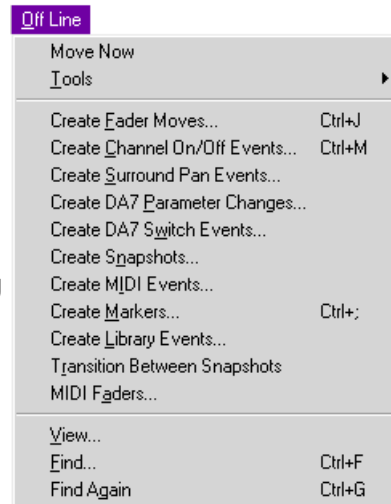 Off Line
Move Now
Tools
Create Fader Moves... Ctrl+J
Create Channel On/Off Events... Ctrl+M
Create Surround Pan Events...
Create DA7 Parameter Changes...
Create DA7 Switch Events...
Create Snapshots...
Create MIDI Events...
Create Markers... Ctrl+;
Create Library Events...
Transition Between Snapshots
MIDI Faders...
View...
Find... Ctrl+F
Find Again Ctrl+G